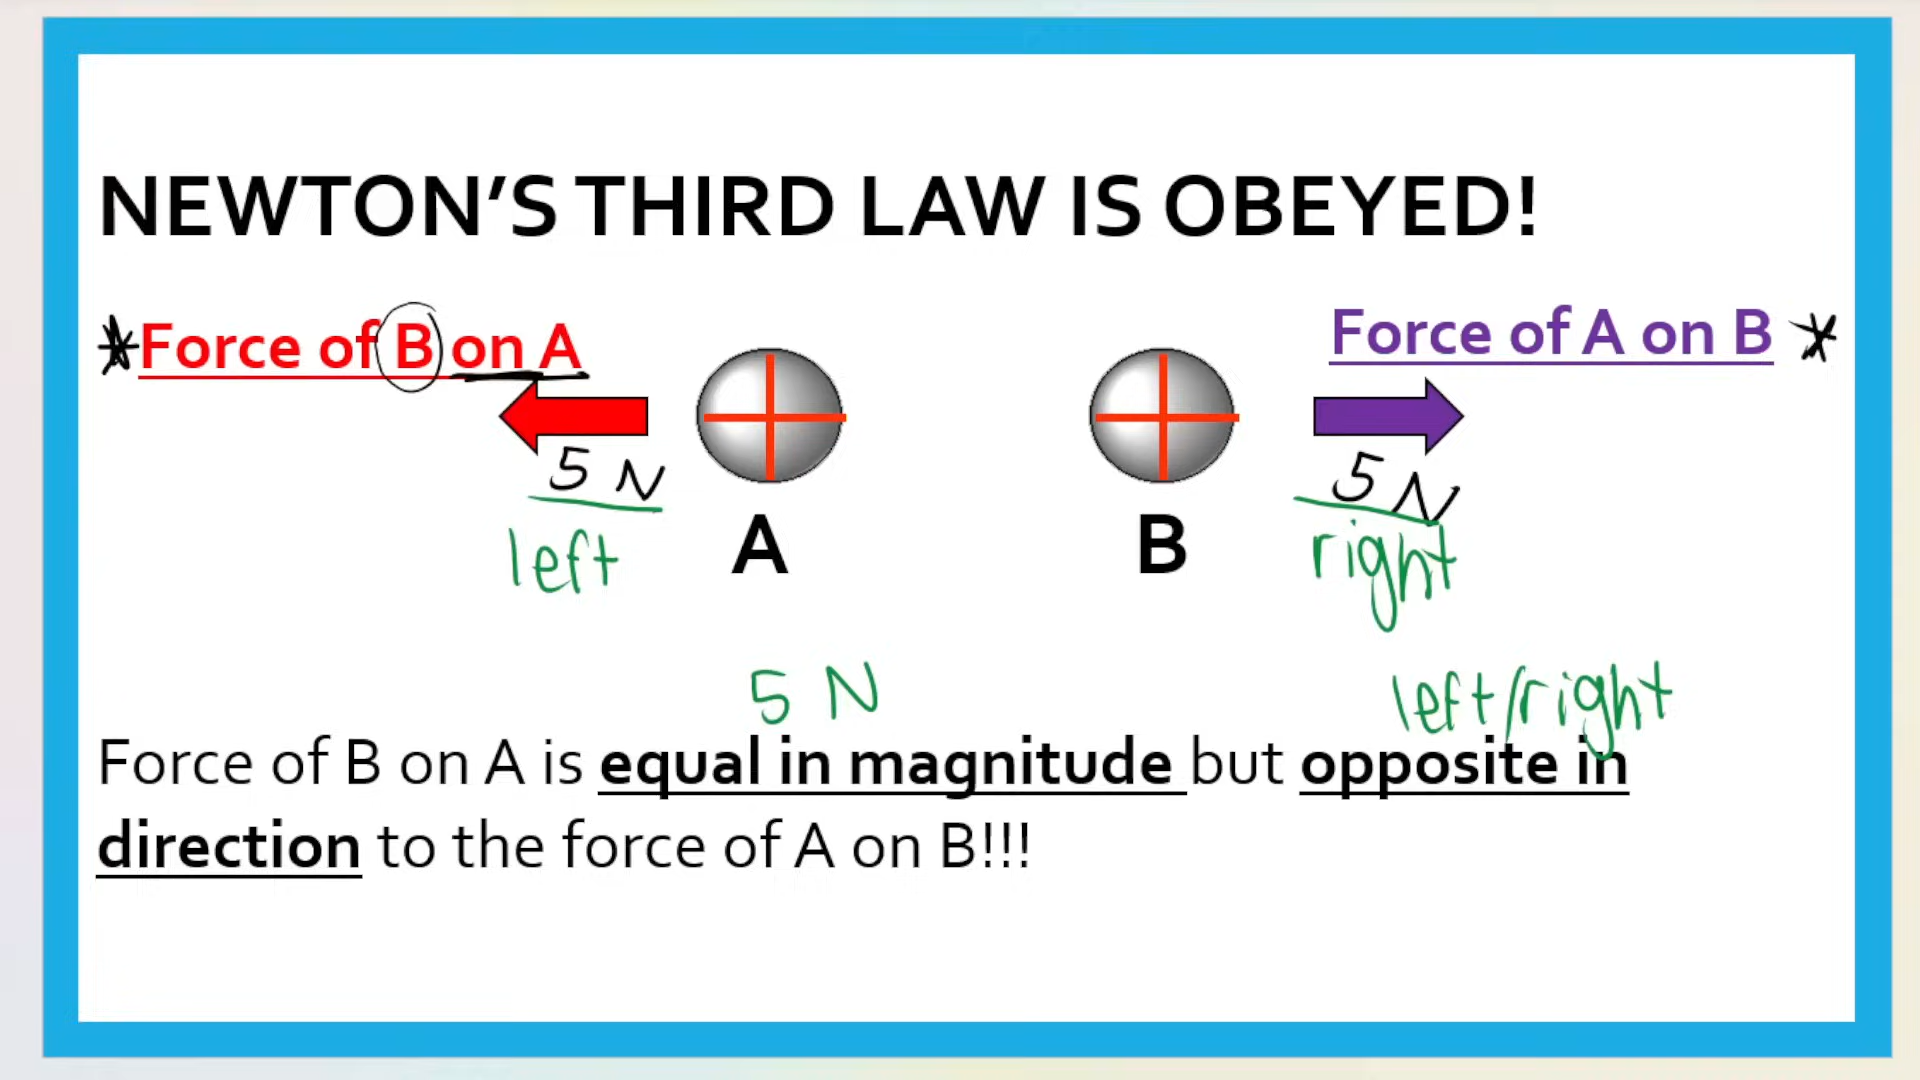 NEWTON’S THIRD LAW IS OBEYED!
*Force of B on A
Force of A on B *
5 N
5 N
left
A
B
right
5 N
left/right
Force of B on A is equal in magnitude but opposite in
direction to the force of A on B!!!